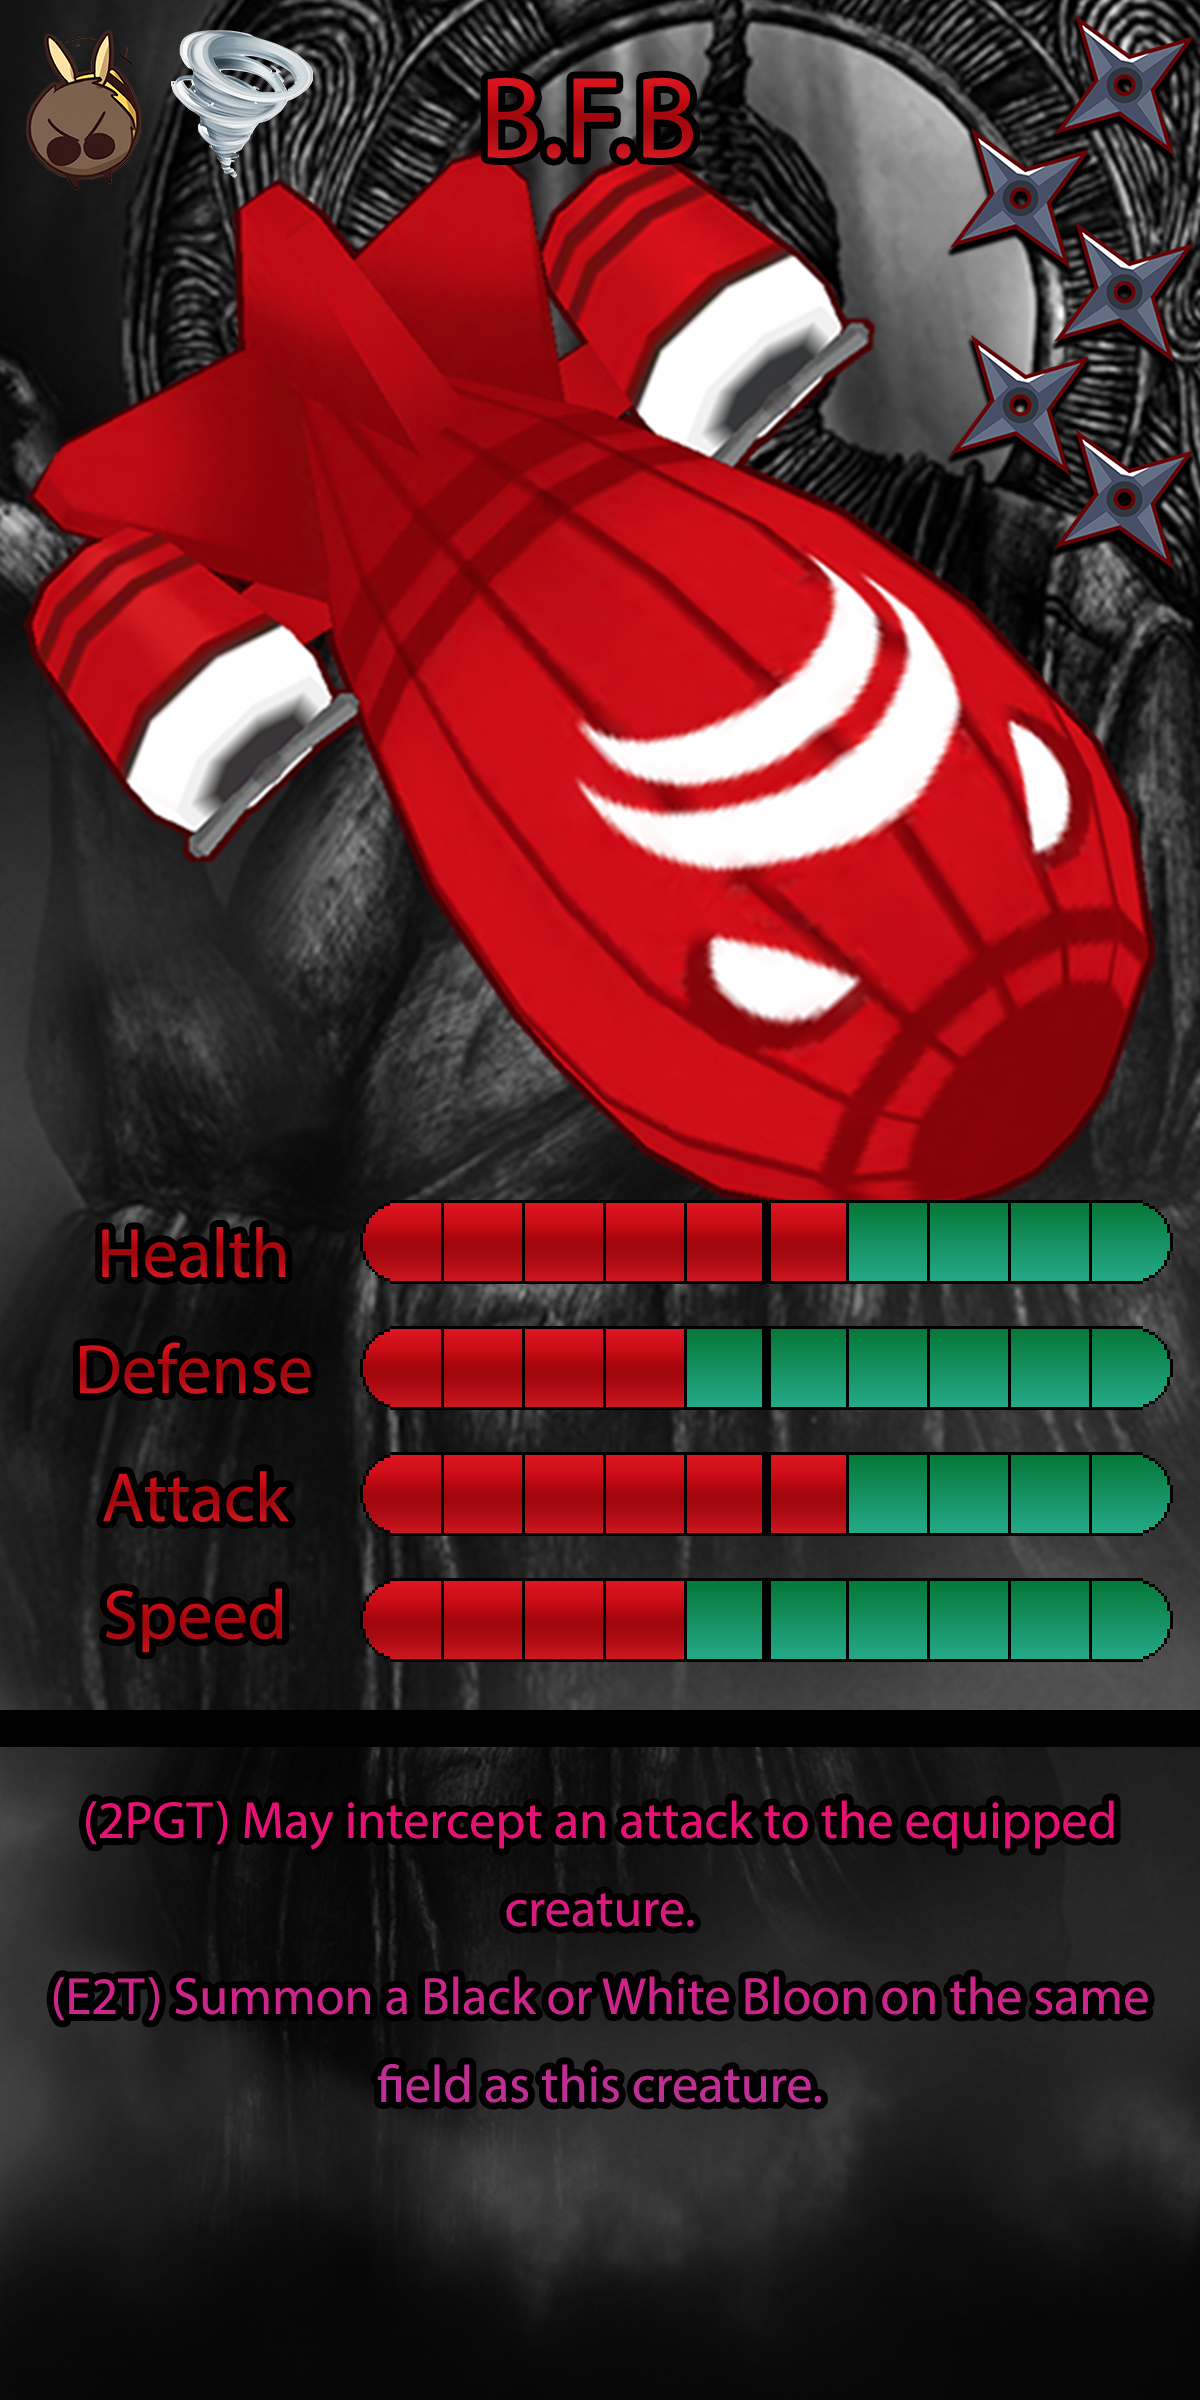 B.F.B
Health
Defense
Attack
Speed
(2PGT) May intercept an attack to the equipped
creature.
(E2T) Summon a Black or White Bloon on the same
field as this creature.